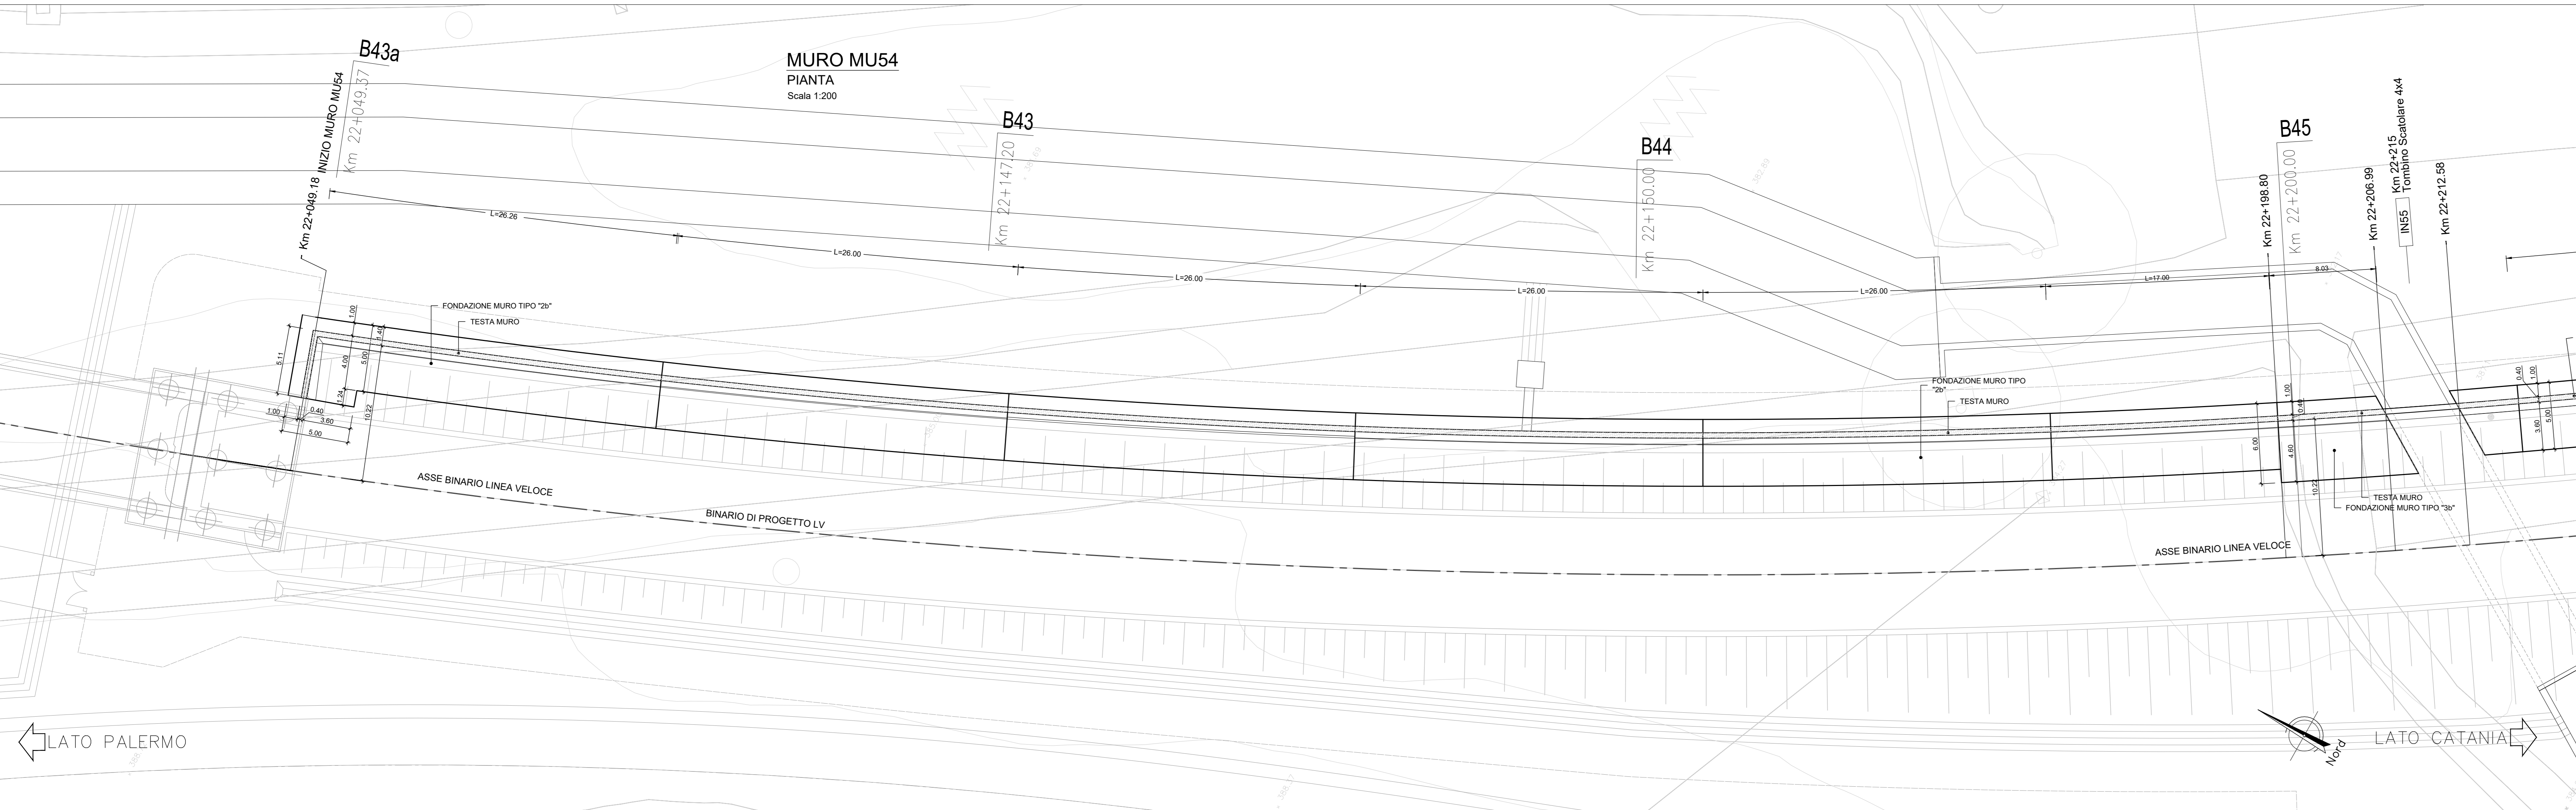 MURO MU54
PIANTA
Scala 1:200
B43a
Km 22+049.37
INIZIO MURO MU54
Km 22+049.18
B43
Km 22+147.20
B44
Km 22+150.00
B45
Km 22+200.00
Km 22+198.80
Km 22+206.99
Km 22+215
Tombino Scatolare 4x4
IN55
Km 22+212.58
L=26.26
L=26.00
L=26.00
L=26.00
L=26.00
L=17.00
8.03
382.89
FONDAZIONE MURO TIPO "2b"
TESTA MURO
5.11
1.00
1.40
4.00
5.00
1.24
10.22
1.00
0.40
3.60
5.00
FONDAZIONE MURO TIPO
"2b"
TESTA MURO
1.00
0.40
6.00
4.60
10.22
0.40
1.00
3.60
5.00
TESTA MURO
FONDAZIONE MURO TIPO "3b"
ASSE BINARIO LINEA VELOCE
BINARIO DI PROGETTO LV
ASSE BINARIO LINEA VELOCE
LATO PALERMO
Nord
LATO CATANIA